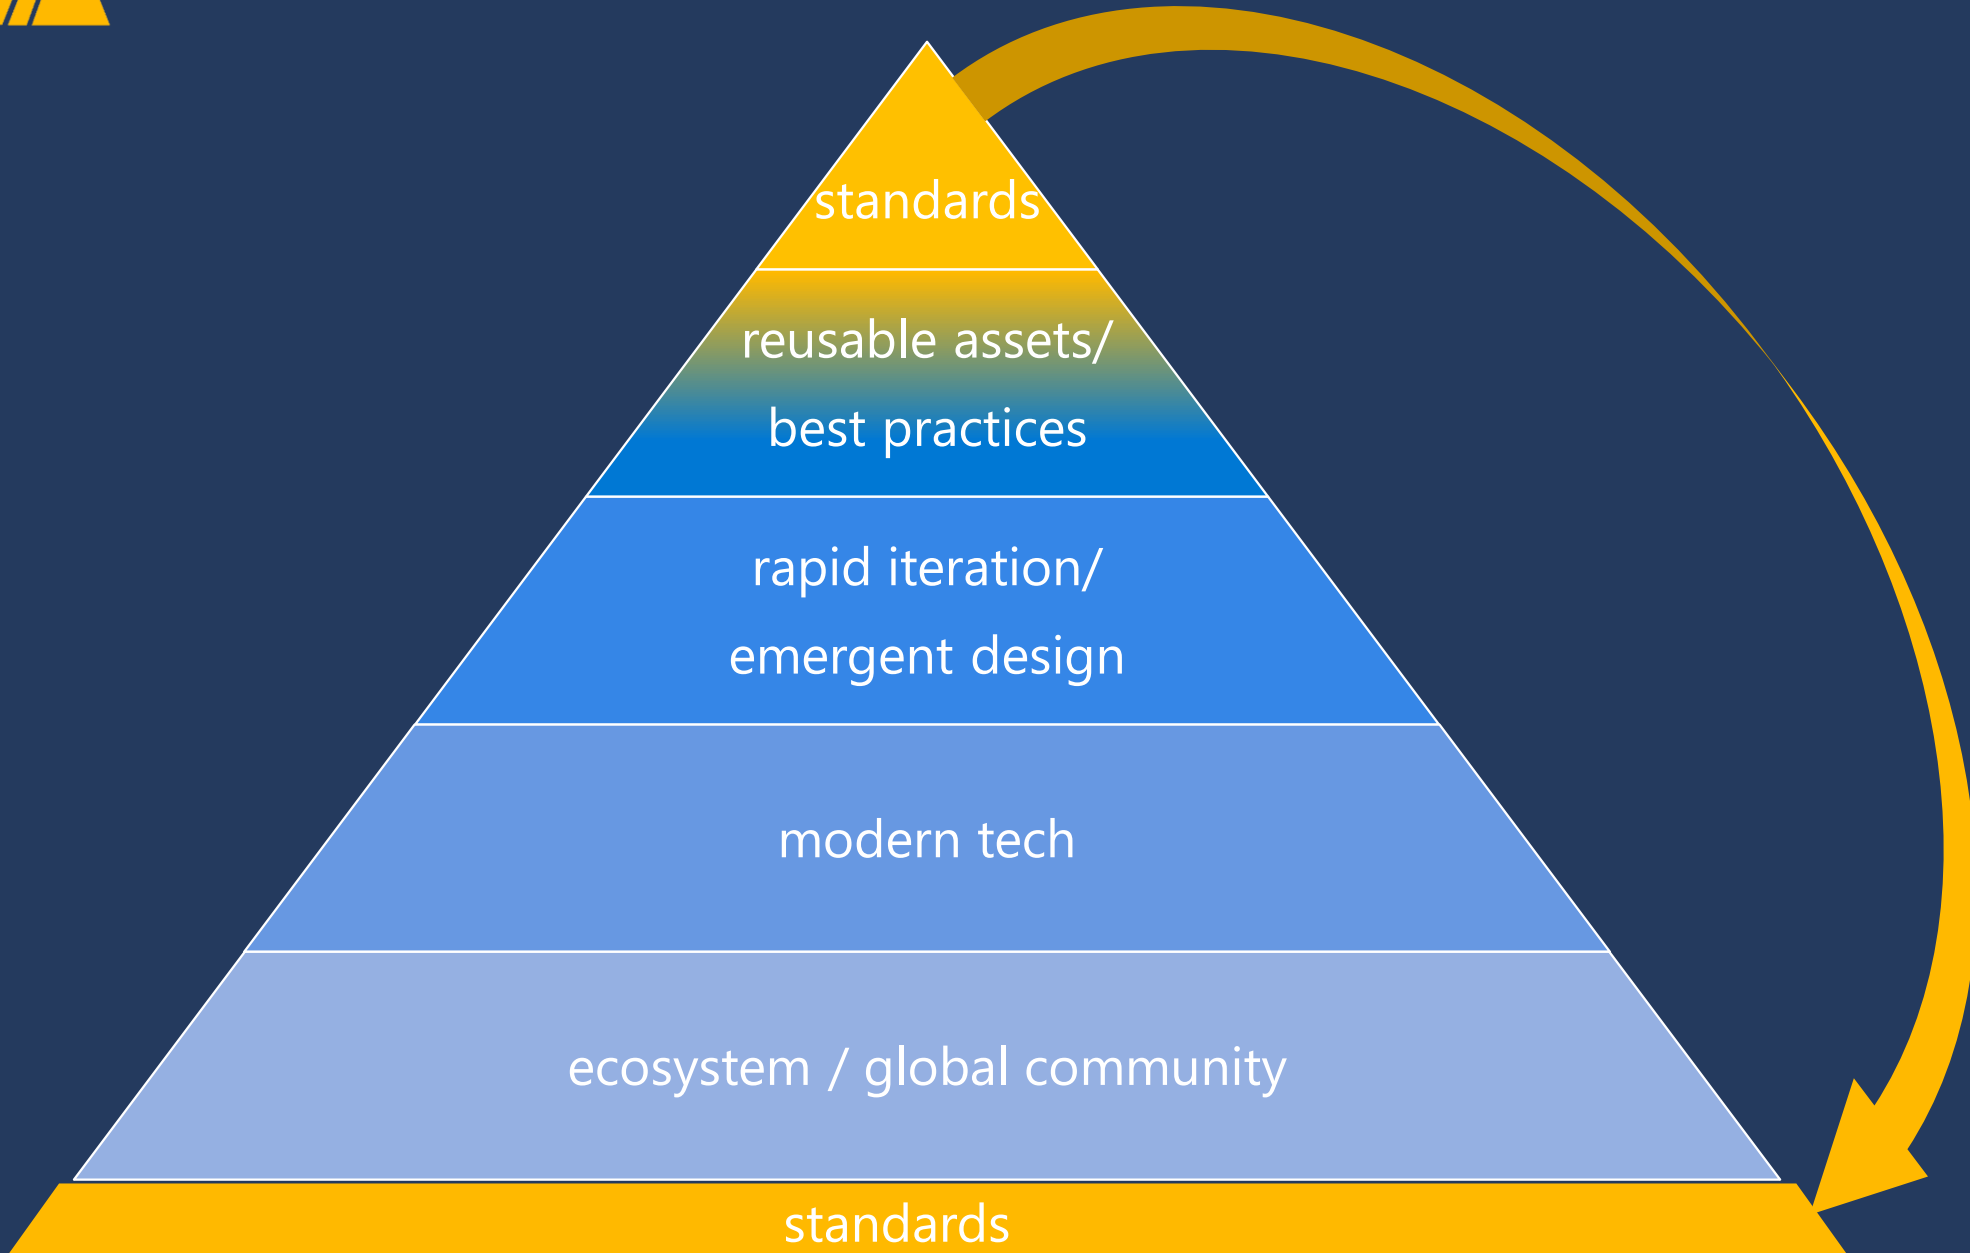 standards
reusable assets/
best practices
rapid iteration/
emergent design
modern tech
ecosystem / global community
standards